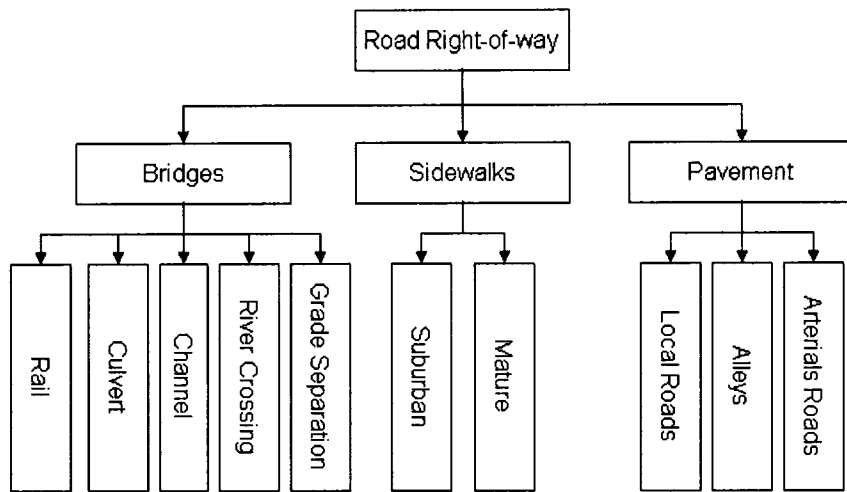 Road Right-of-way
Bridges
Sidewalks
Pavement
Rail
Culvert
Channel
River Crossing
Grade Separation
Suburban
Mature
Local Roads
Alleys
Arterials Roads